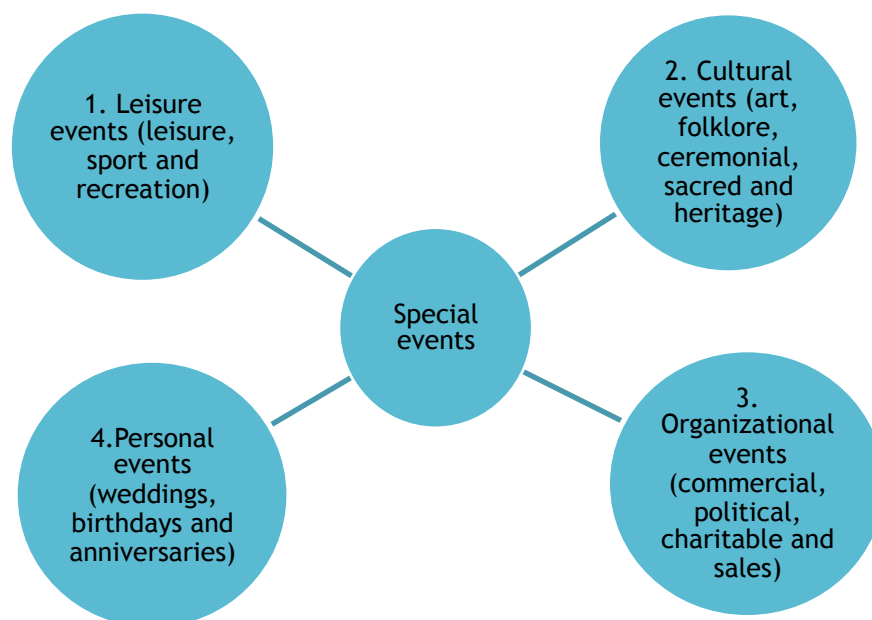 1. Leisure
events (leisure,
sport and
recreation)
2. Cultural
events (art,
folklore,
ceremonial,
sacred and
heritage)
Special
events
3.
Organizational
events
(commercial,
political,
charitable and
sales)
4.Personal
events
(weddings,
birthdays and
anniversaries)